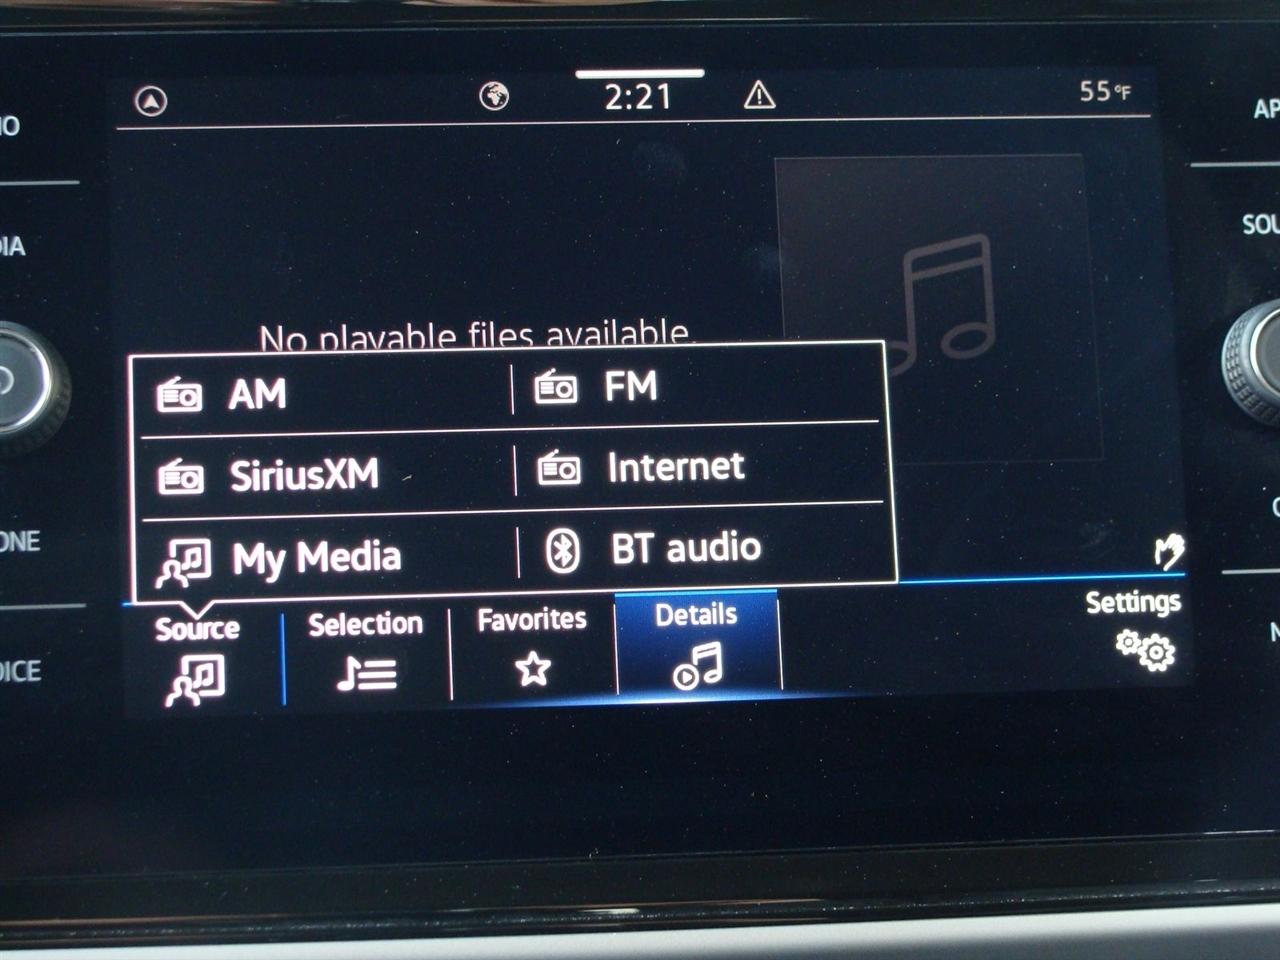 2:21
55°F
No playable files available.
AM
FM
SiriusXM
Internet
My Media
BT audio
Source
Selection
Favorites
Details
Settings